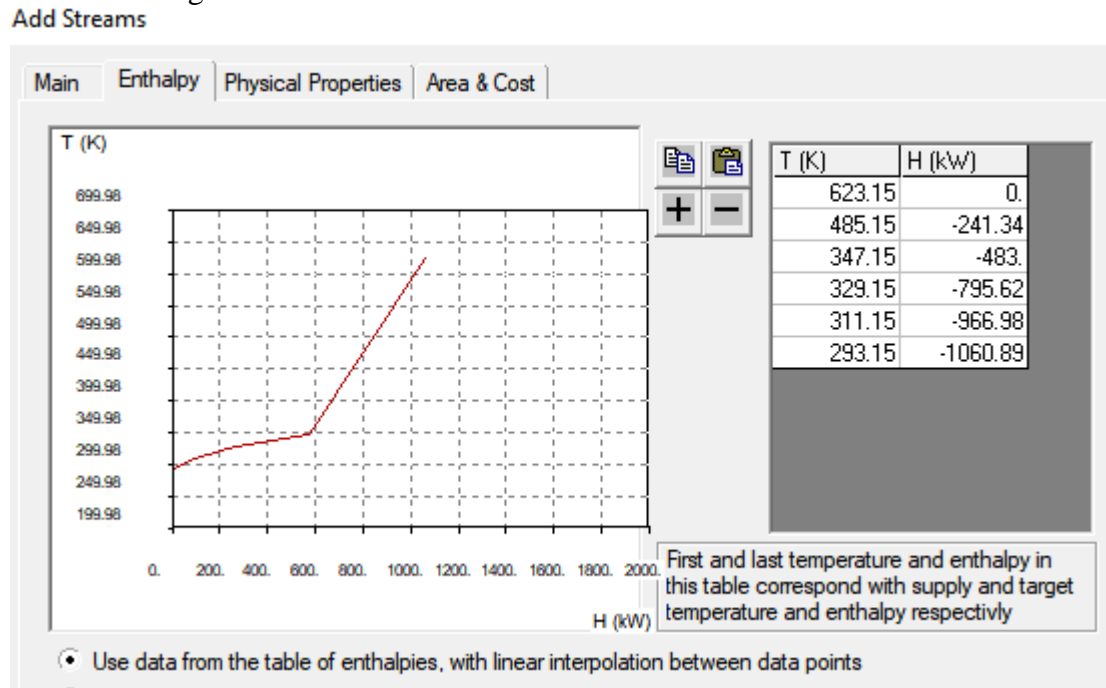 Add Streams
Main Enthalpy Physical Properties Area & Cost
T (K)
699.98
649.98
599.98
549.98
499.98
449.98
399.98
349.98
299.98
249.98
199.98
0. 200. 400. 600. 800. 1000. 1200. 1400. 1600. 1800. 2000.
H (kW)
T (K) H (kW)
623.15 0.
485.15 -241.34
347.15 -483.
329.15 -795.62
311.15 -966.98
293.15 -1060.89
First and last temperature and enthalpy in
this table correspond with supply and target
temperature and enthalpy respectivly
Use data from the table of enthalpies, with linear interpolation between data points